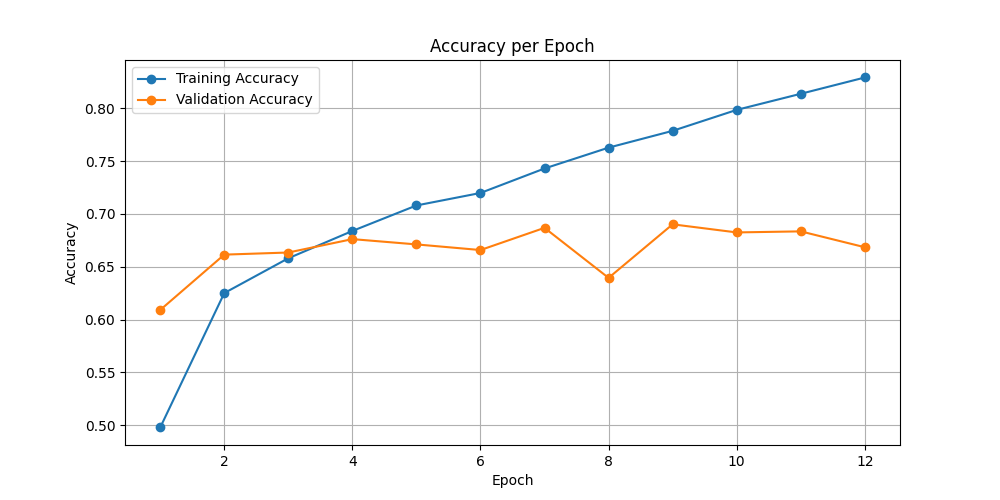 Accuracy per Epoch
Training Accuracy
Validation Accuracy
Accuracy
0.80
0.75
0.70
0.65
0.60
0.55
0.50
2 4 6 8 10 12
Epoch